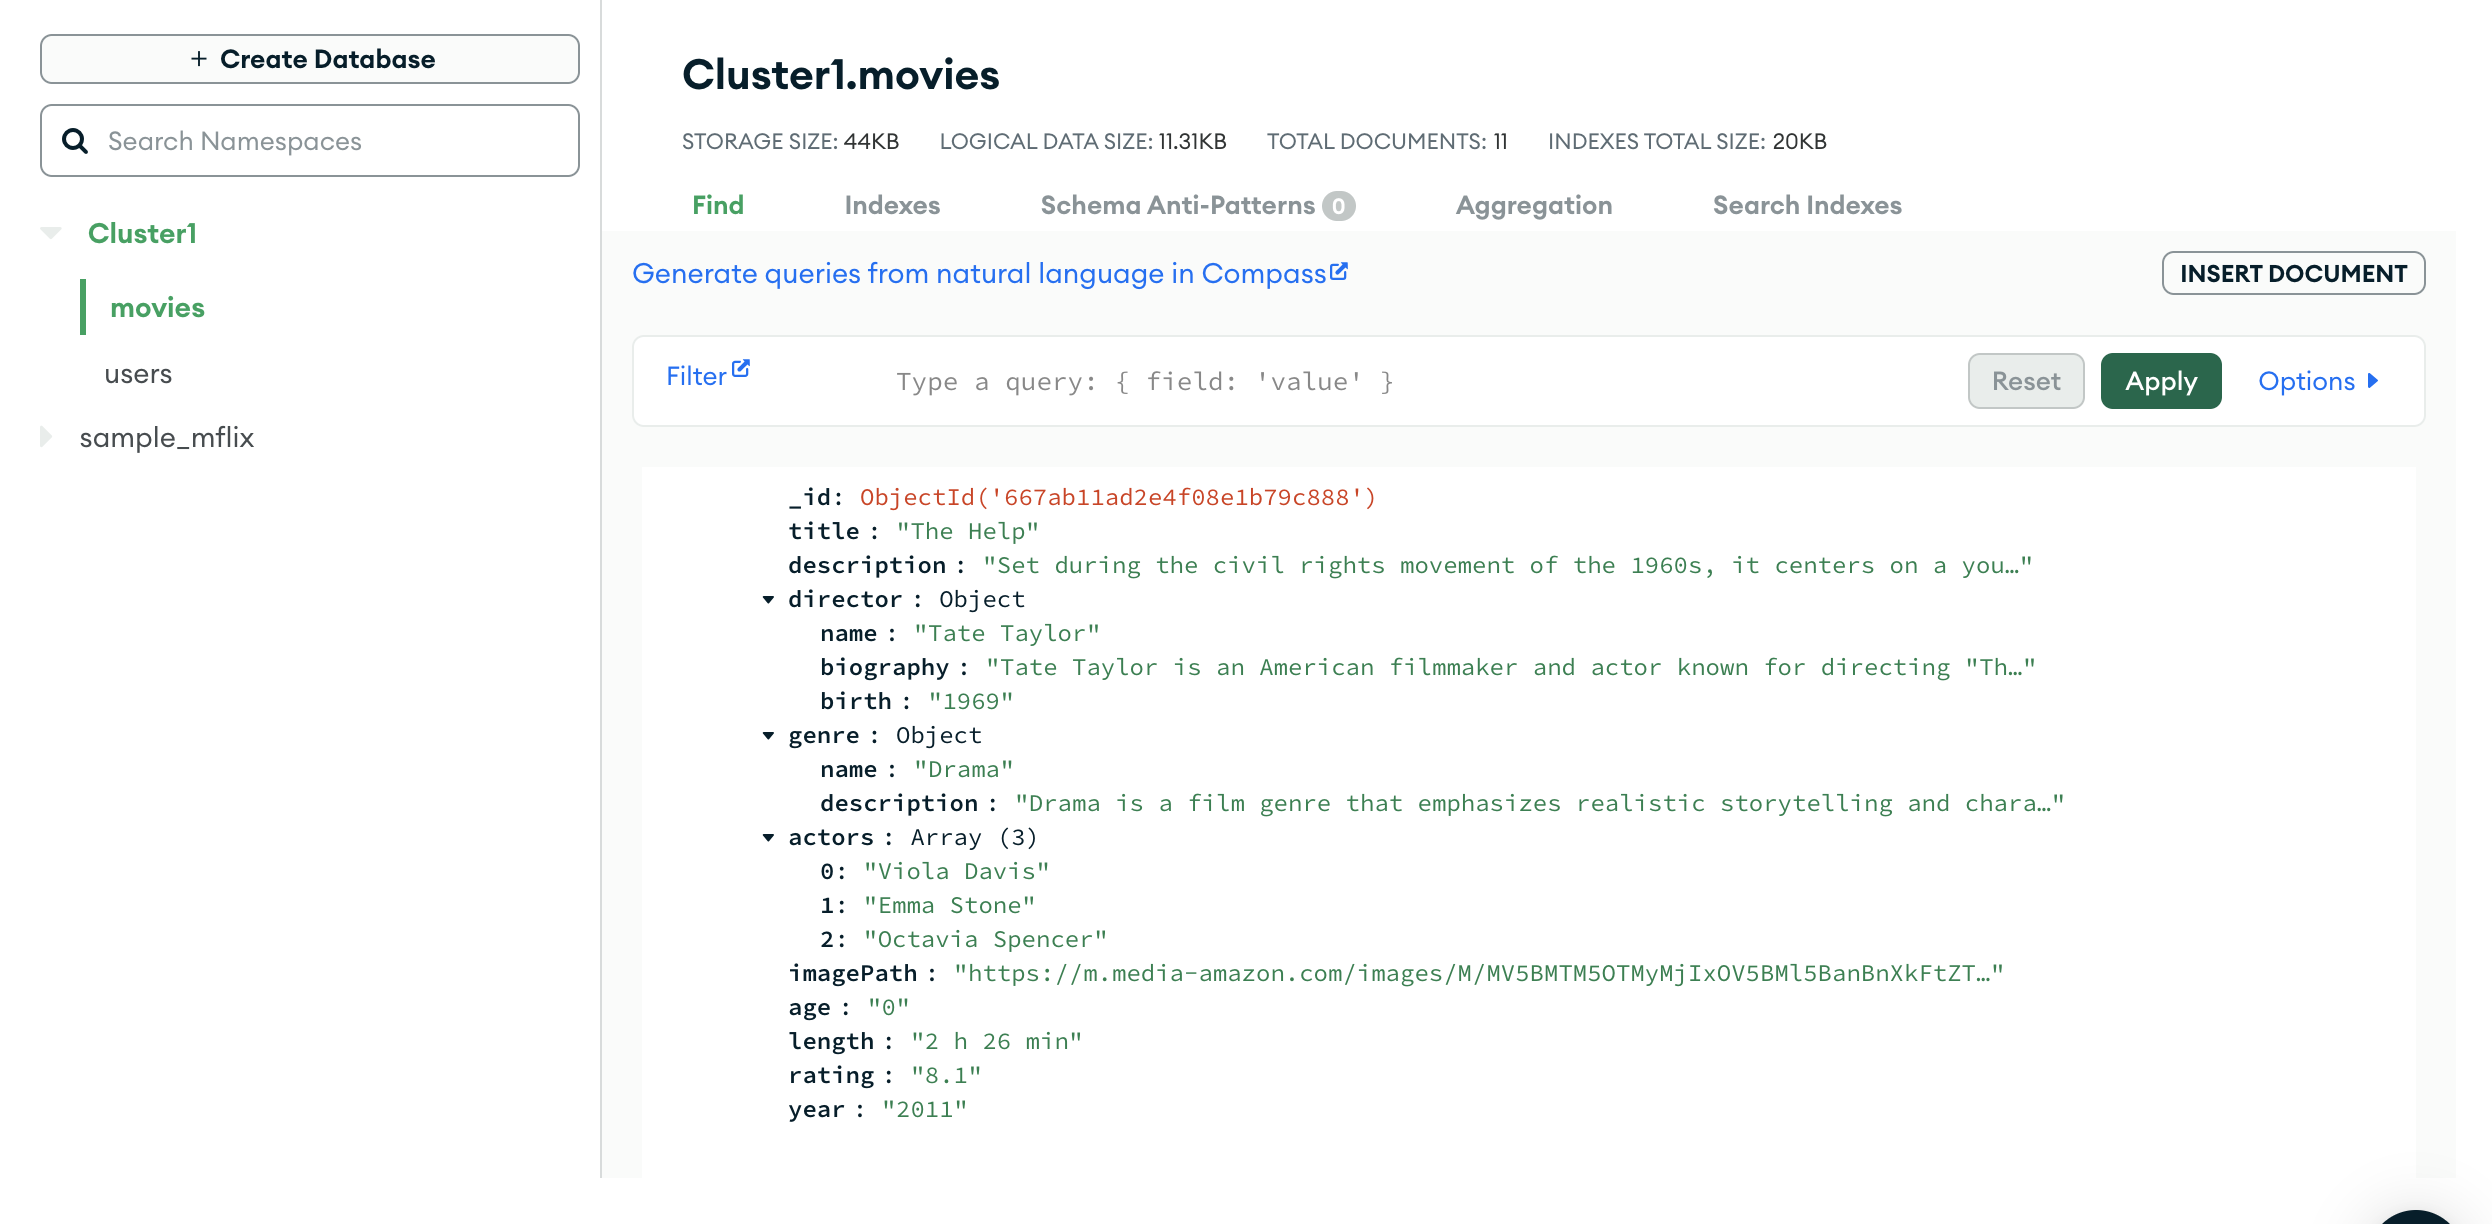 + Create Database
Search Namespaces
Cluster1
movies
users
sample_mflix
Cluster1.movies
STORAGE SIZE: 44KB LOGICAL DATA SIZE: 11.31KB TOTAL DOCUMENTS: 11 INDEXES TOTAL SIZE: 20KB
Find Indexes Schema Anti-Patterns 0 Aggregation Search Indexes
Generate queries from natural language in Compass
INSERT DOCUMENT
Filter Type a query: { field: 'value' } Reset Apply Options
_id: ObjectId('667ab11ad2e4f08e1b79c888')
title : "The Help"
description : "Set during the civil rights movement of the 1960s, it centers on a you…"
director : Object
name : "Tate Taylor"
biography : "Tate Taylor is an American filmmaker and actor known for directing "Th…"
birth : "1969"
genre : Object
name : "Drama"
description : "Drama is a film genre that emphasizes realistic storytelling and chara…"
actors : Array (3)
0: "Viola Davis"
1: "Emma Stone"
2: "Octavia Spencer"
imagePath : "https://m.media-amazon.com/images/M/MV5BMTM5OTMyMjIxOV5BMl5BanBnXkFtZT…"
age : "0"
length : "2 h 26 min"
rating : "8.1"
year : "2011"